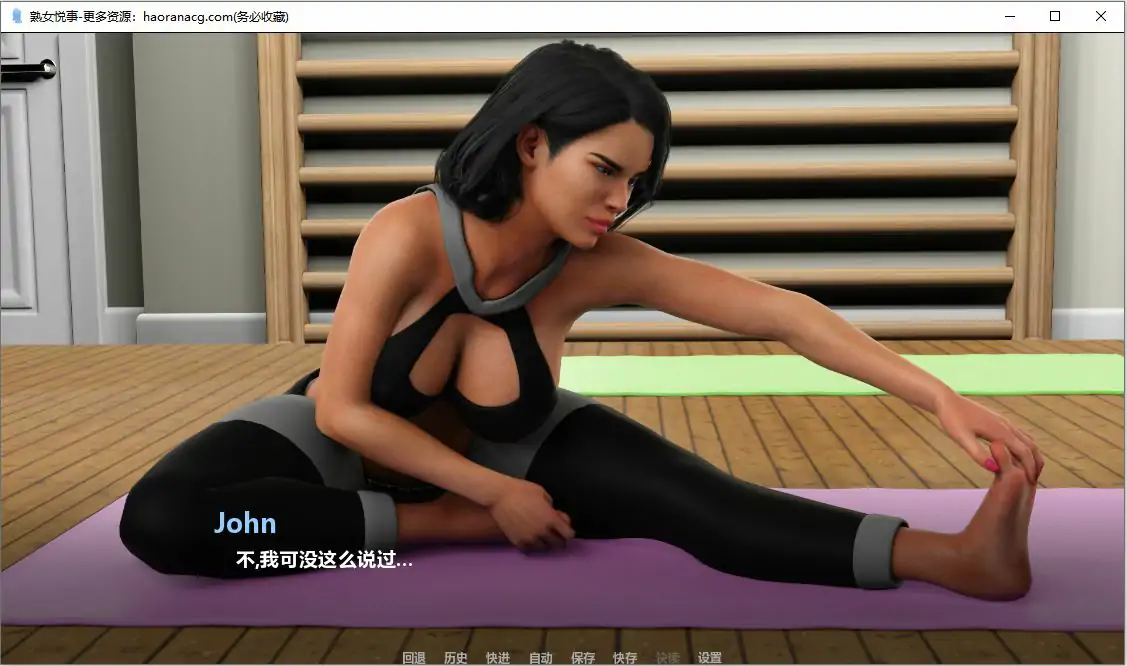 熟女悦事-更多资源：haoranacg.com(务必收藏)
John
不,我可没这么说过...
回退 历史 快进 自动 保存 快存 快读 设置